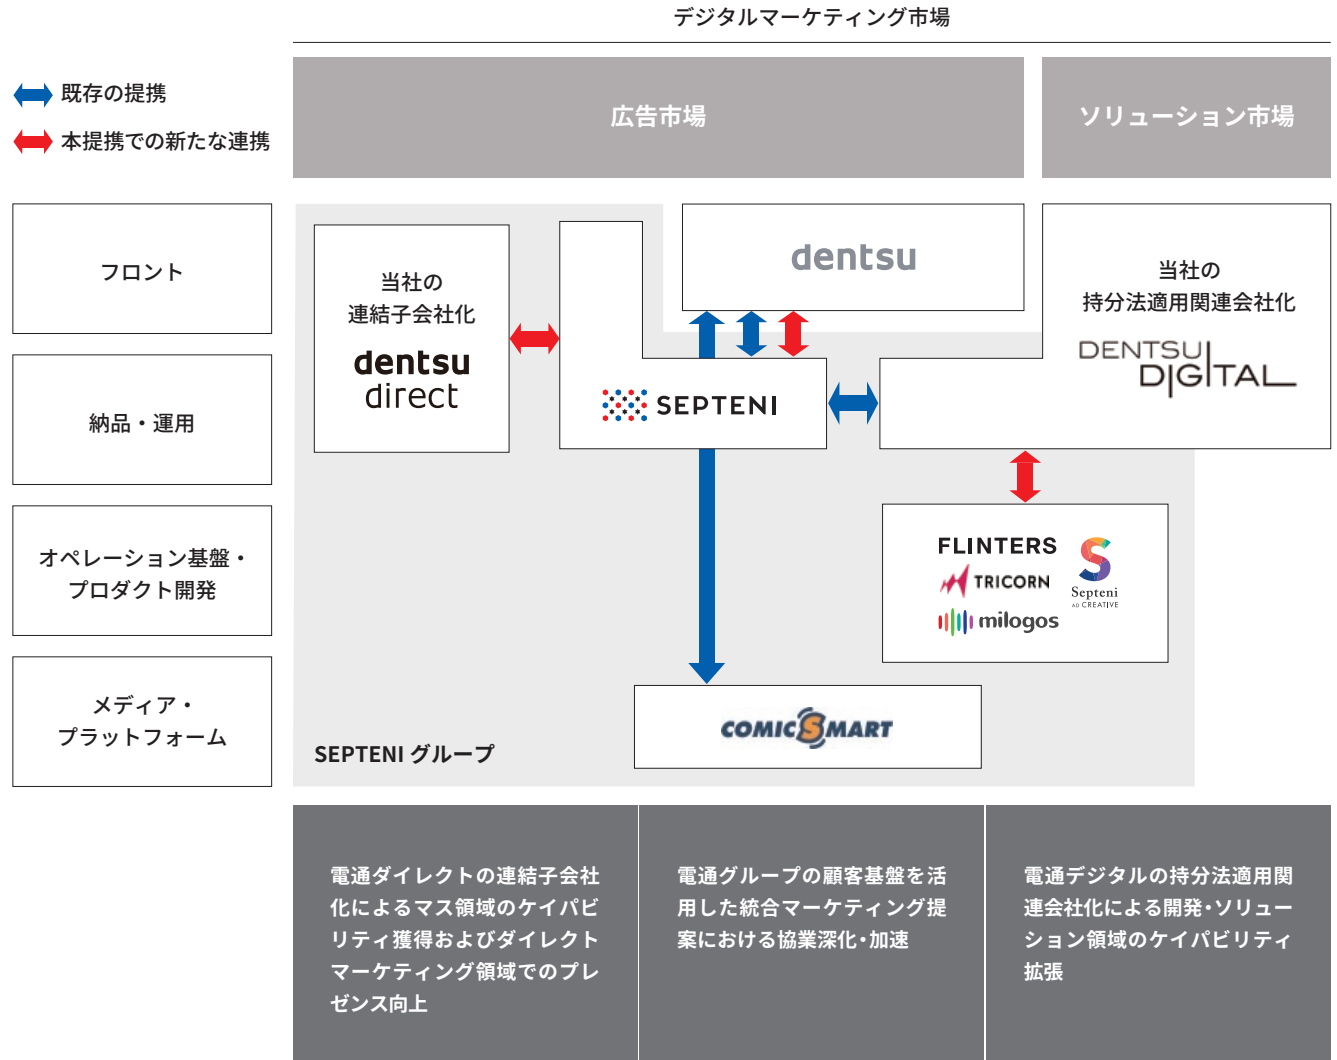 デジタルマーケティング市場
既存の提携
本提携での新たな連携
広告市場
ソリューション市場
フロント
納品・運用
オペレーション基盤・
プロダクト開発
メディア・
プラットフォーム
当社の
連結子会社化
dentsu
direct
SEPTENI
dentsu
当社の
持分法適用関連会社化
DENTSU
DIGITAL
FLINTERS
TRICORN
milogos
Septeni
AD CREATIVE
COMICSMART
SEPTENI グループ
電通ダイレクトの連結子会社
化によるマス領域のケイパビ
リティ獲得およびダイレクト
マーケティング領域でのプレ
ゼンス向上
電通グループの顧客基盤を活
用した統合マーケティング提
案における協業深化・加速
電通デジタルの持分法適用関
連会社化による開発・ソリュー
ション領域のケイパビリティ
拡張